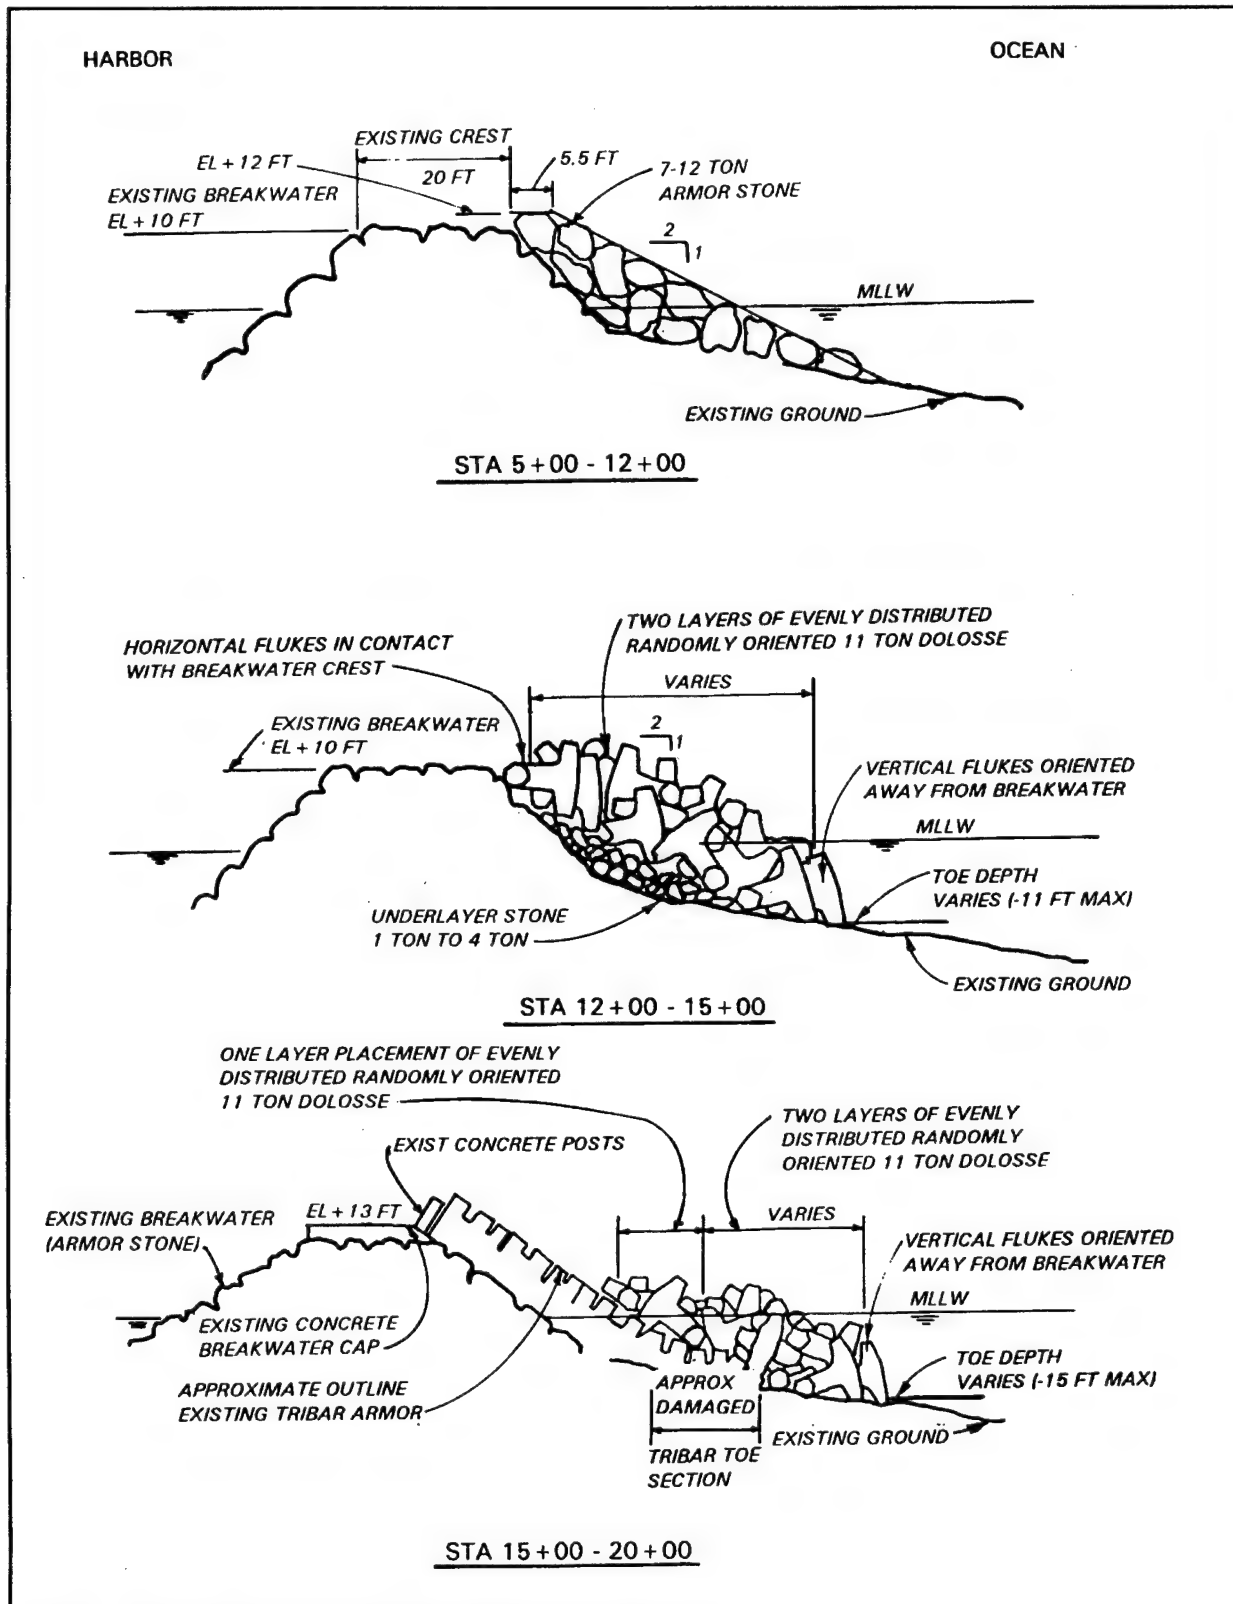 HARBOR
OCEAN
EXISTING CREST
EL + 12 FT
20 FT
5.5 FT
7-12 TON
ARMOR STONE
EXISTING BREAKWATER
EL + 10 FT
2
1
MLLW
EXISTING GROUND
STA 5+00 - 12+00
TWO LAYERS OF EVENLY DISTRIBUTED
RANDOMLY ORIENTED 11 TON DOLOSSE
HORIZONTAL FLUKES IN CONTACT
WITH BREAKWATER CREST
VARIES
EXISTING BREAKWATER
EL + 10 FT
2
1
VERTICAL FLUKES ORIENTED
AWAY FROM BREAKWATER
MLLW
TOE DEPTH
VARIES (-11 FT MAX)
UNDERLAYER STONE
1 TON TO 4 TON
EXISTING GROUND
STA 12+00 - 15+00
ONE LAYER PLACEMENT OF EVENLY
DISTRIBUTED RANDOMLY ORIENTED
11 TON DOLOSSE
TWO LAYERS OF EVENLY
DISTRIBUTED RANDOMLY
ORIENTED 11 TON DOLOSSE
EXIST CONCRETE POSTS
EXISTING BREAKWATER
(ARMOR STONE)
EL + 13 FT
VARIES
VERTICAL FLUKES ORIENTED
AWAY FROM BREAKWATER
MLLW
EXISTING CONCRETE
BREAKWATER CAP
TOE DEPTH
VARIES (-15 FT MAX)
APPROXIMATE OUTLINE
EXISTING TRIBAR ARMOR
APPROX
DAMAGED
TRIBAR TOE
SECTION
EXISTING GROUND
STA 15+00 - 20+00